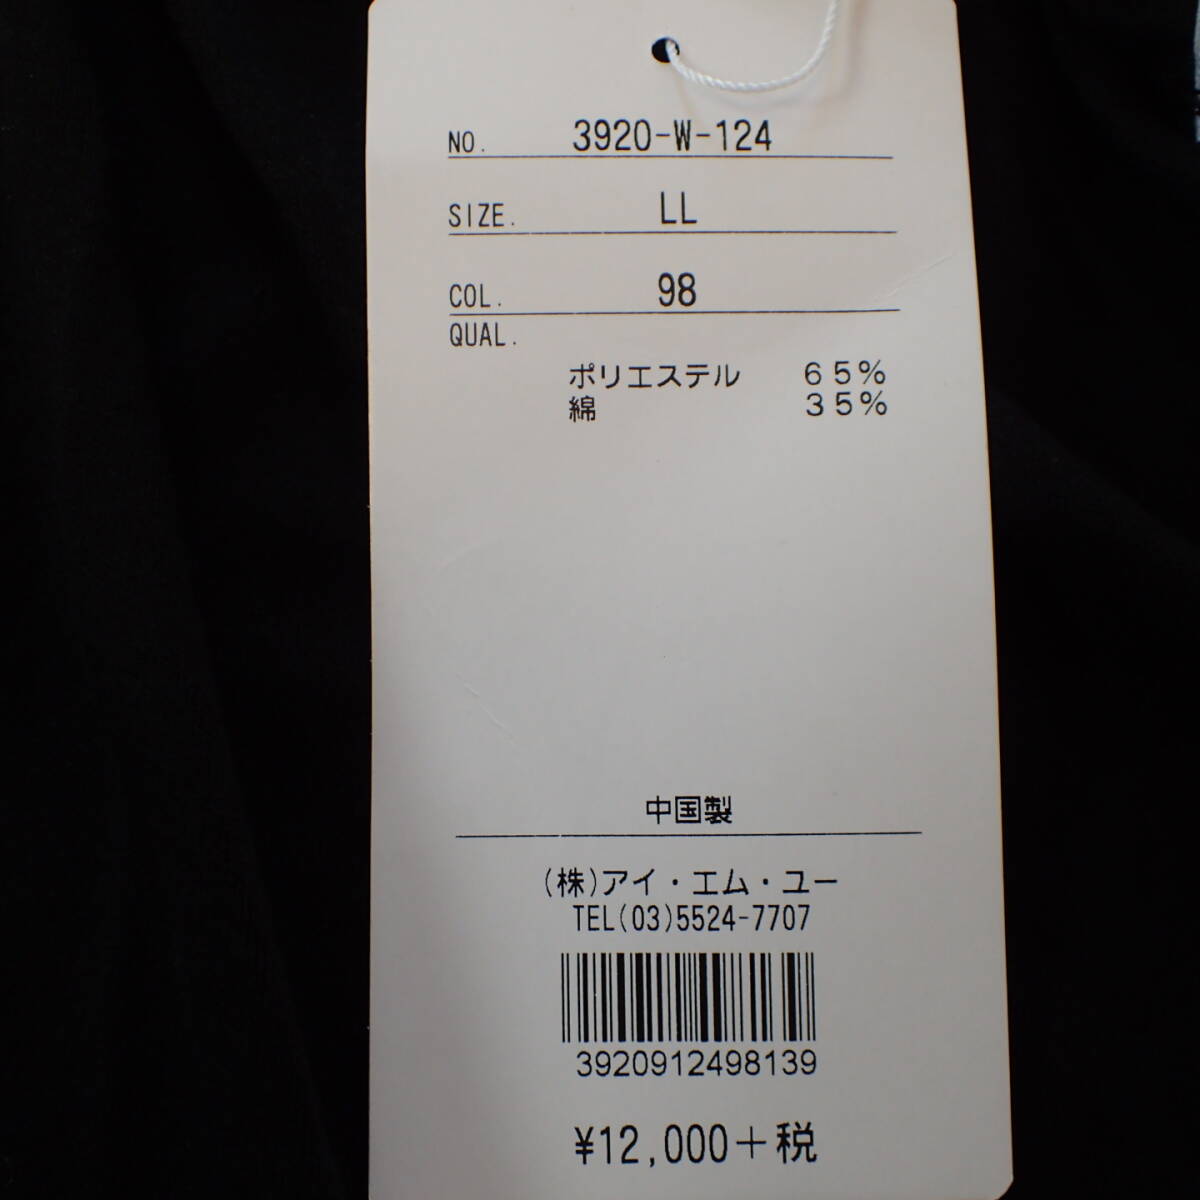 NO. 3920-W-124
SIZE. LL
COL. 98
QUAL.
ポリエステル 65%
綿 35%
中国製
(株)アイ・エム・ユー
TEL(03)5524-7707
3920912498139
¥12,000+税